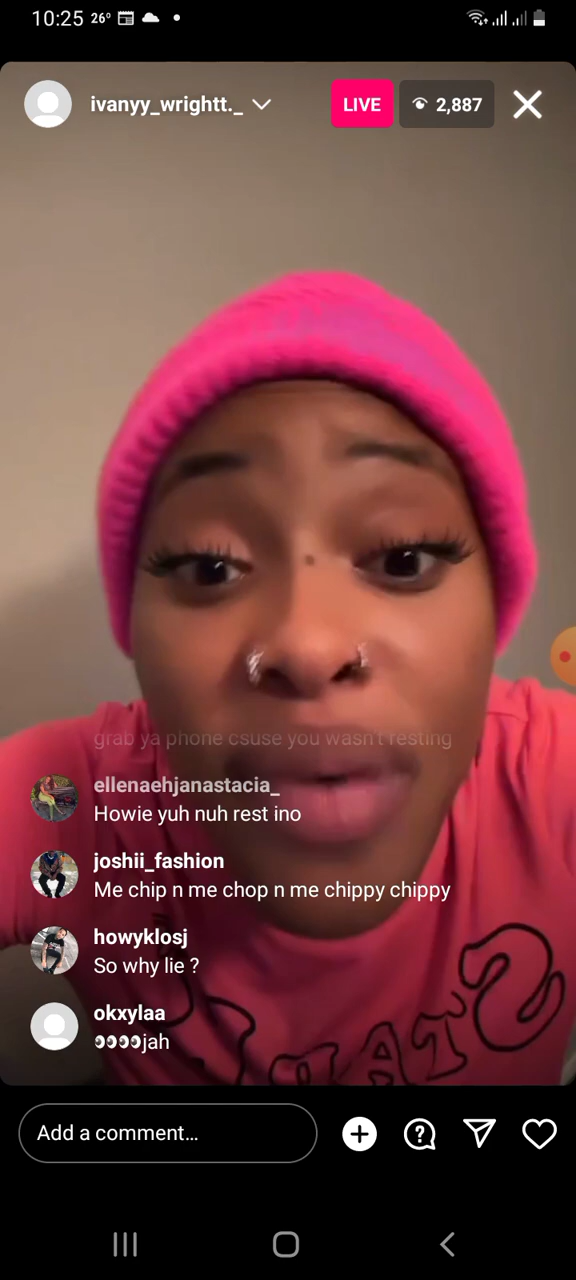 10:25 26°
ivanyy_wrightt._ LIVE 2,887
grab ya phone csuse you wasn't resting
ellenaehjanastacia_
Howie yuh nuh rest ino
joshii_fashion
Me chip n me chop n me chippy chippy
howyklosj
So why lie ?
okxylaa
👀👀jah
Add a comment...